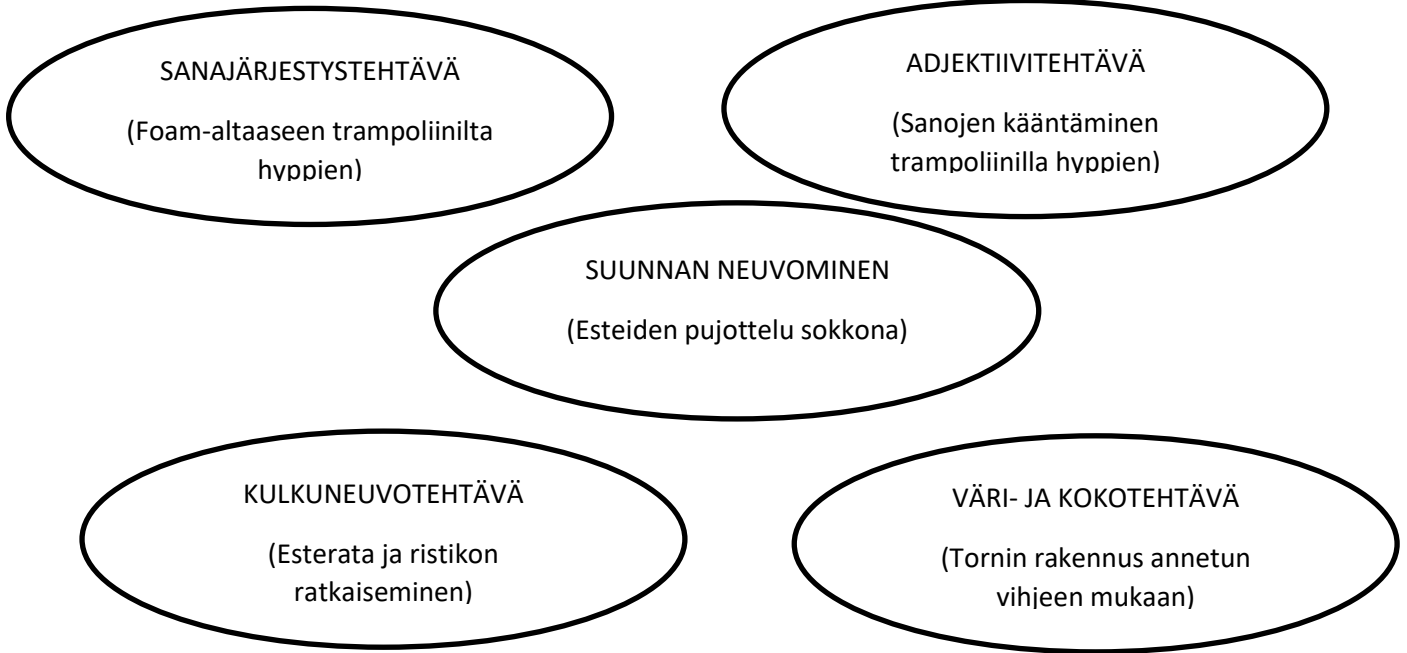 SANAJÄRJESTYSTEHTÄVÄ
(Foam-altaaseen trampoliinilta
hyppien)
ADJEKTIIVITEHTÄVÄ
(Sanojen kääntäminen
trampoliinilla hyppien)
SUUNNAN NEUVOMINEN
(Esteiden pujottelu sokkona)
KULKUNEUVOTEHTÄVÄ
(Esterata ja ristikon
ratkaiseminen)
VÄRI- JA KOKOTEHTÄVÄ
(Tornin rakennus annetun
vihjeen mukaan)